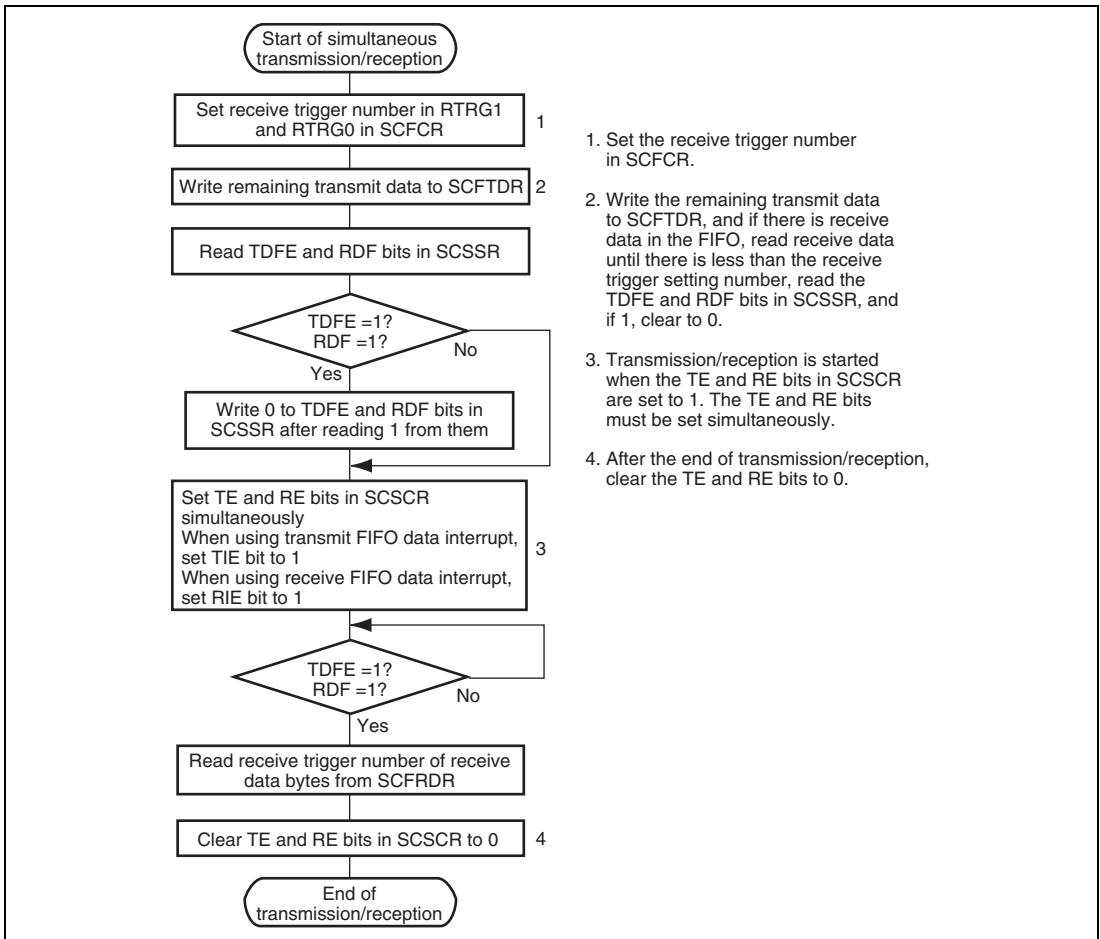 Start of simultaneous
transmission/reception
Set receive trigger number in RTRG1
and RTRG0 in SCFCR
1
Write remaining transmit data to SCFTDR
2
Read TDFE and RDF bits in SCSSR
TDFE =1?
RDF =1?
No
Yes
Write 0 to TDFE and RDF bits in
SCSSR after reading 1 from them
Set TE and RE bits in SCSCR
simultaneously
When using transmit FIFO data interrupt,
set TIE bit to 1
When using receive FIFO data interrupt,
set RIE bit to 1
3
TDFE =1?
RDF =1?
No
Yes
Read receive trigger number of receive
data bytes from SCFRDR
Clear TE and RE bits in SCSCR to 0
4
End of
transmission/reception
1. Set the receive trigger number
in SCFCR.
2. Write the remaining transmit data
to SCFTDR, and if there is receive
data in the FIFO, read receive data
until there is less than the receive
trigger setting number, read the
TDFE and RDF bits in SCSSR, and
if 1, clear to 0.
3. Transmission/reception is started
when the TE and RE bits in SCSCR
are set to 1. The TE and RE bits
must be set simultaneously.
4. After the end of transmission/reception,
clear the TE and RE bits to 0.